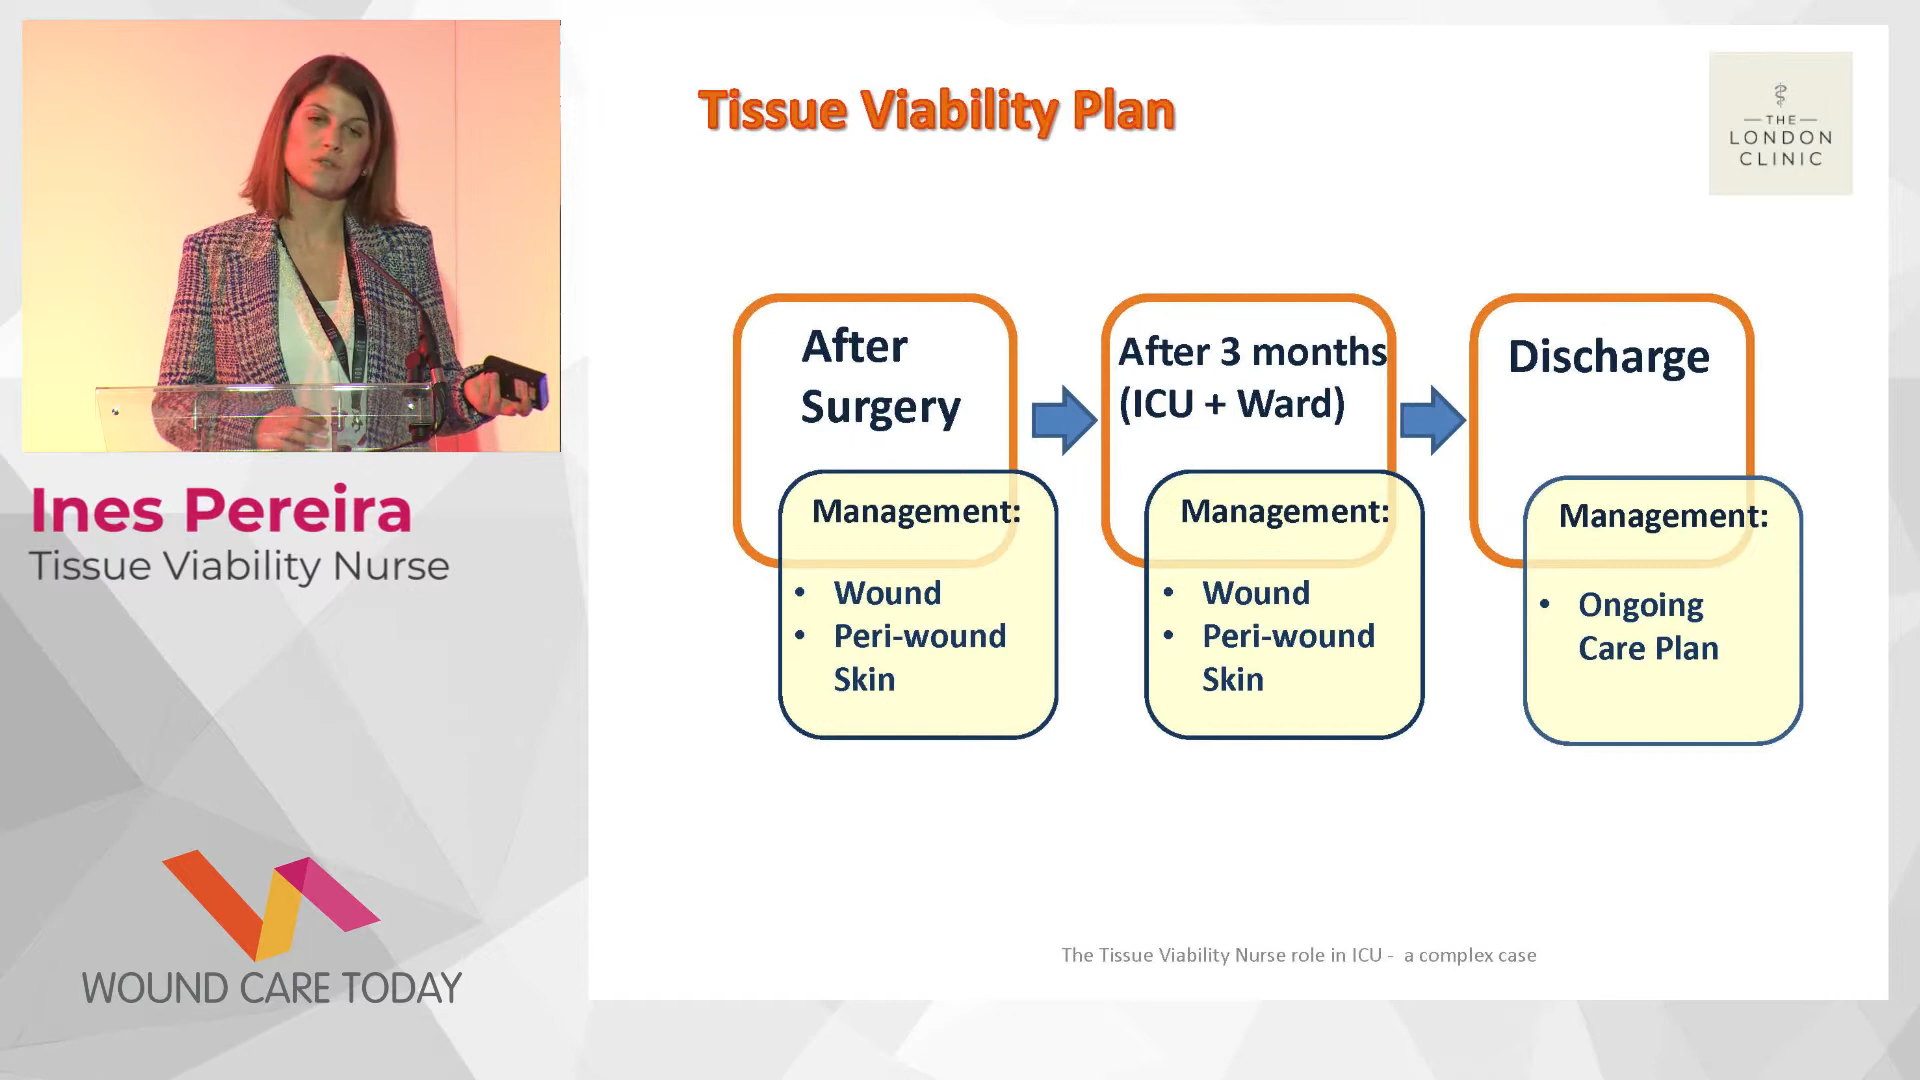 Tissue Viability Plan
THE
LONDON
CLINIC
After
Surgery
Management:
• Wound
• Peri-wound
Skin
After 3 months
(ICU + Ward)
Management:
• Wound
• Peri-wound
Skin
Discharge
Management:
• Ongoing
Care Plan
The Tissue Viability Nurse role in ICU - a complex case
Ines Pereira
Tissue Viability Nurse
WOUND CARE TODAY